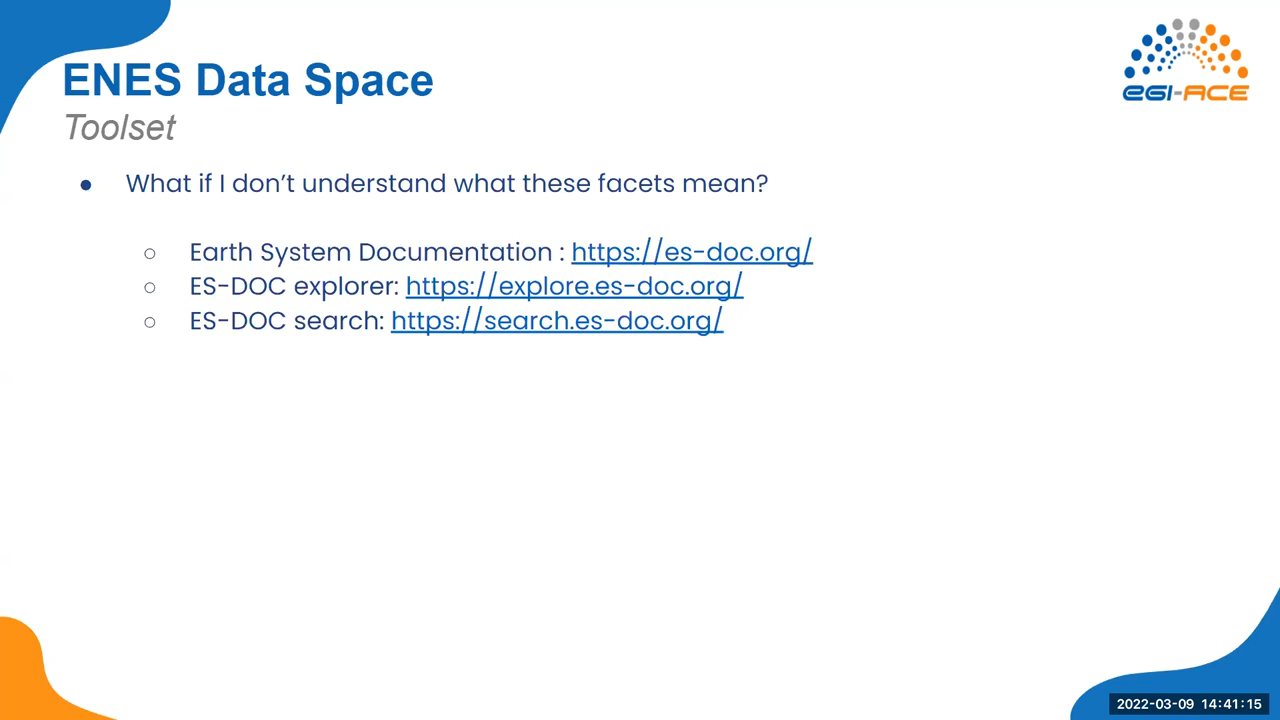 ENES Data Space
Toolset
EGI-ACE
● What if I don’t understand what these facets mean?
○ Earth System Documentation : https://es-doc.org/
○ ES-DOC explorer: https://explore.es-doc.org/
○ ES-DOC search: https://search.es-doc.org/
2022-03-09 14:41:15